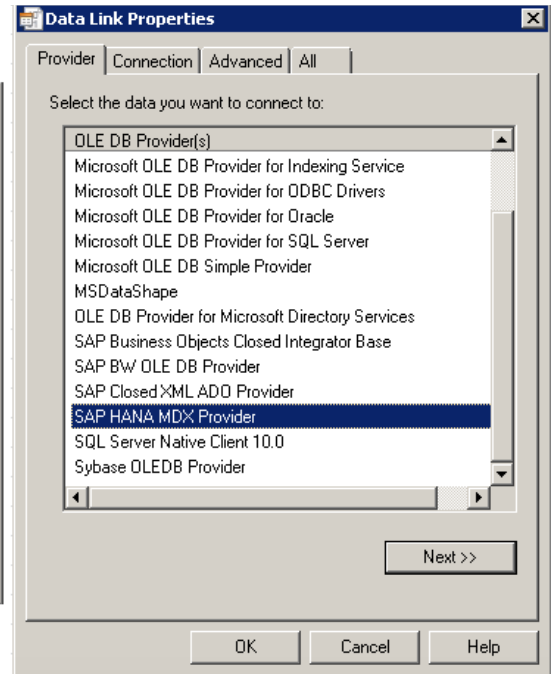 Data Link Properties
Provider Connection Advanced All
Select the data you want to connect to:
OLE DB Provider(s)
Microsoft OLE DB Provider for Indexing Service
Microsoft OLE DB Provider for ODBC Drivers
Microsoft OLE DB Provider for Oracle
Microsoft OLE DB Provider for SQL Server
Microsoft OLE DB Simple Provider
MSDataShape
OLE DB Provider for Microsoft Directory Services
SAP Business Objects Closed Integrator Base
SAP BW OLE DB Provider
SAP Closed XML ADO Provider
SAP HANA MDX Provider
SQL Server Native Client 10.0
Sybase OLEDB Provider
Next >>
OK Cancel Help